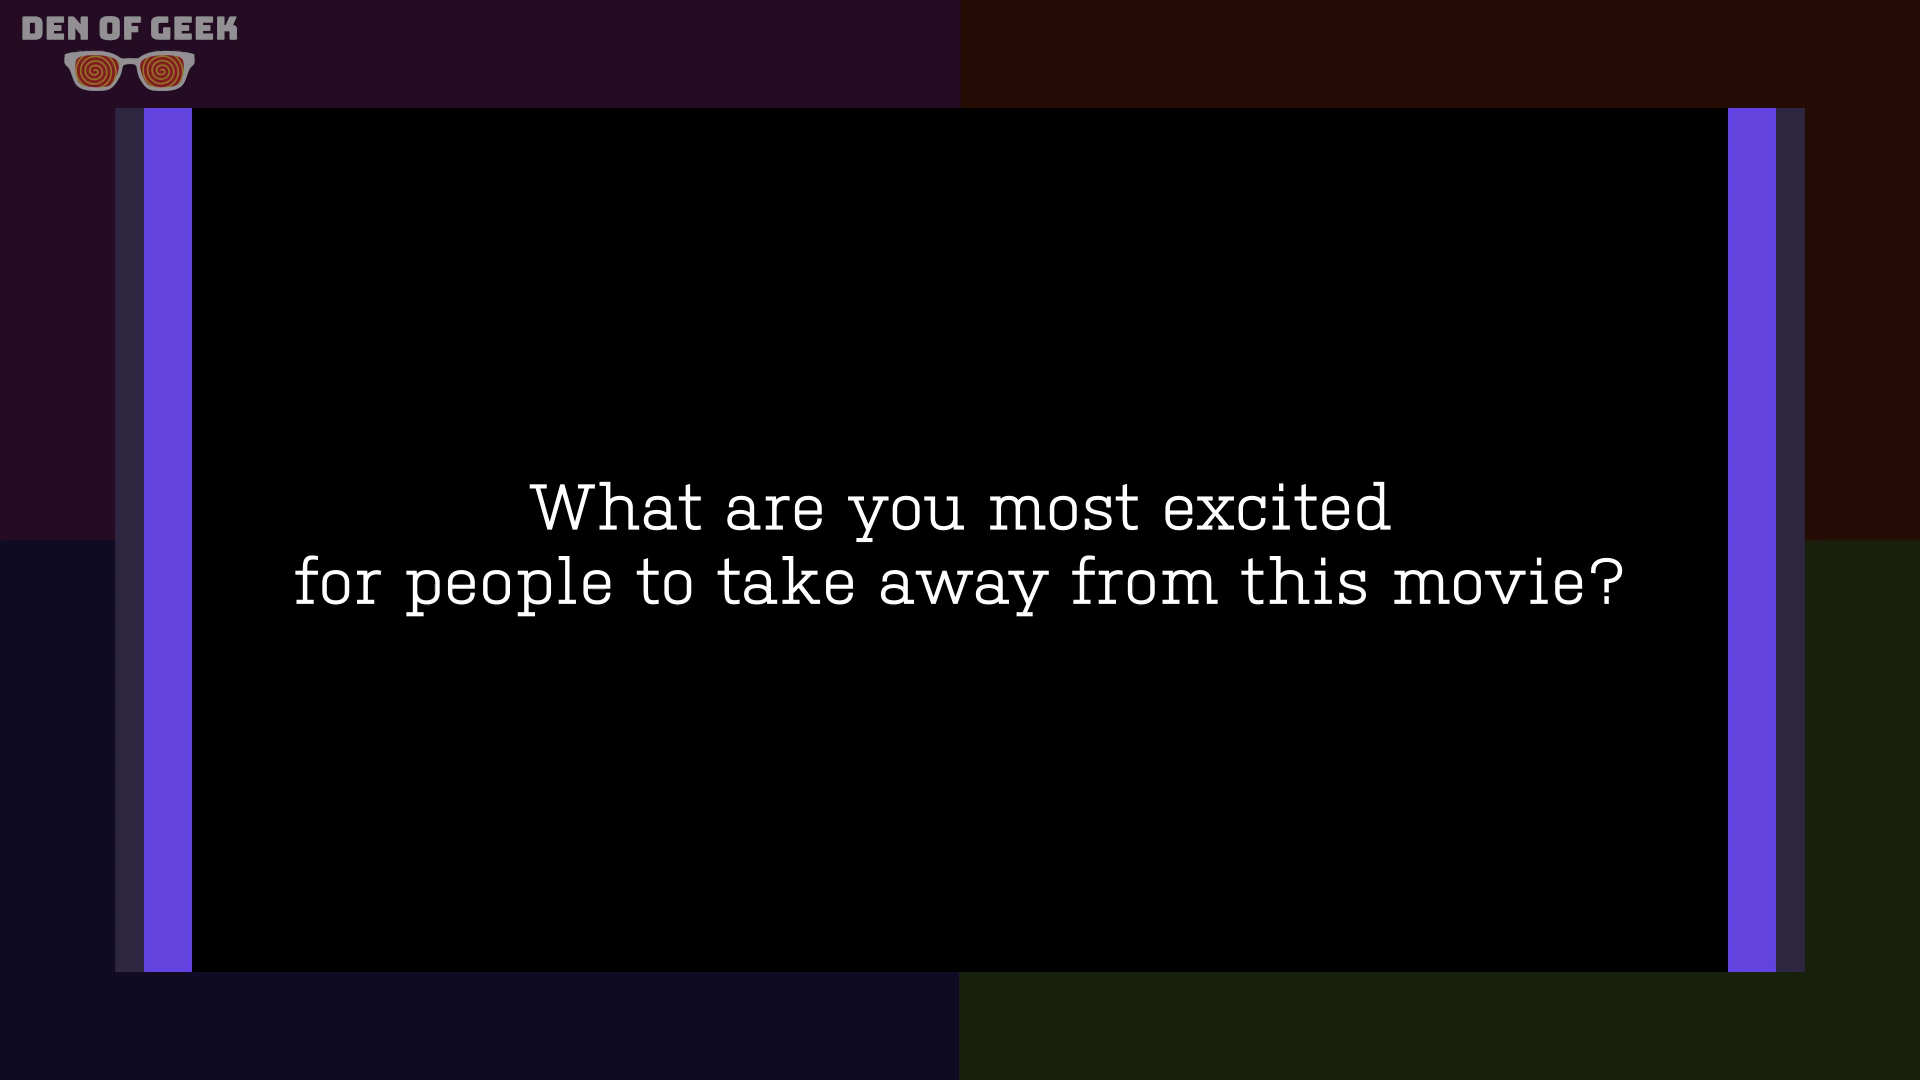 DEN OF GEEK
What are you most excited
for people to take away from this movie?